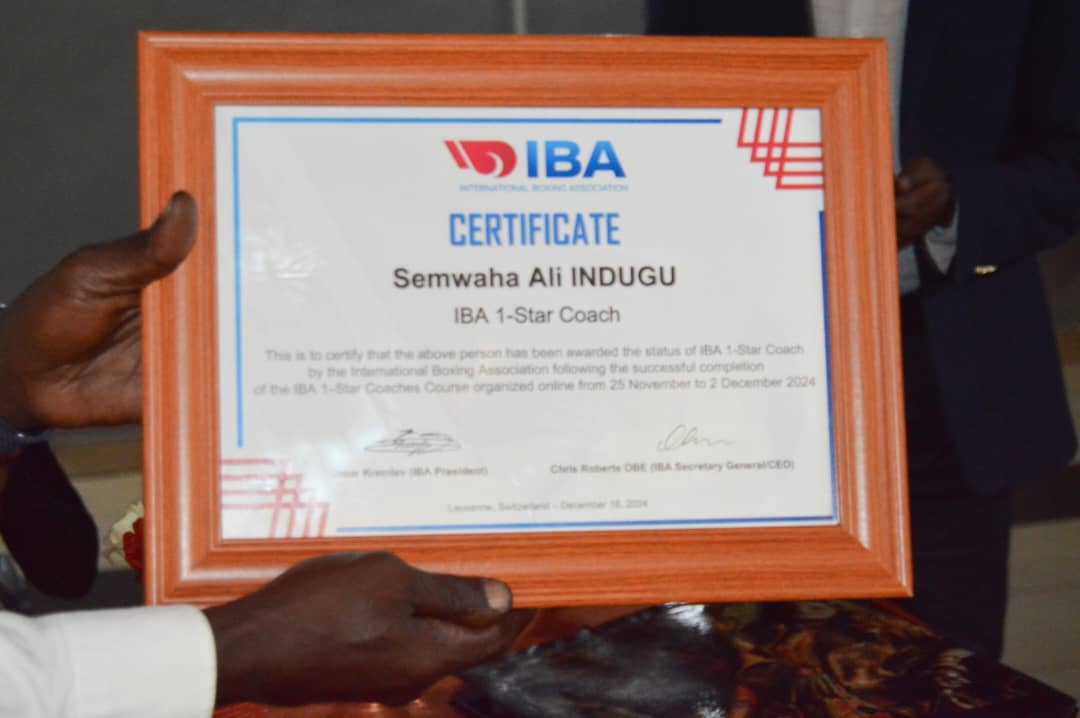 IBA
INTERNATIONAL BOXING ASSOCIATION
CERTIFICATE
Semwaha Ali INDUGU
IBA 1-Star Coach
This is to certify that the above person has been awarded the status of IBA 1-Star Coach
by the International Boxing Association following the successful completion
of the IBA 1-Star Coaches Course organized online from 25 November to 2 December 2024
Kremlev (IBA President)
Chris Roberts OBE (IBA Secretary General/CEO)
Lausanne, Switzerland – December 18, 2024